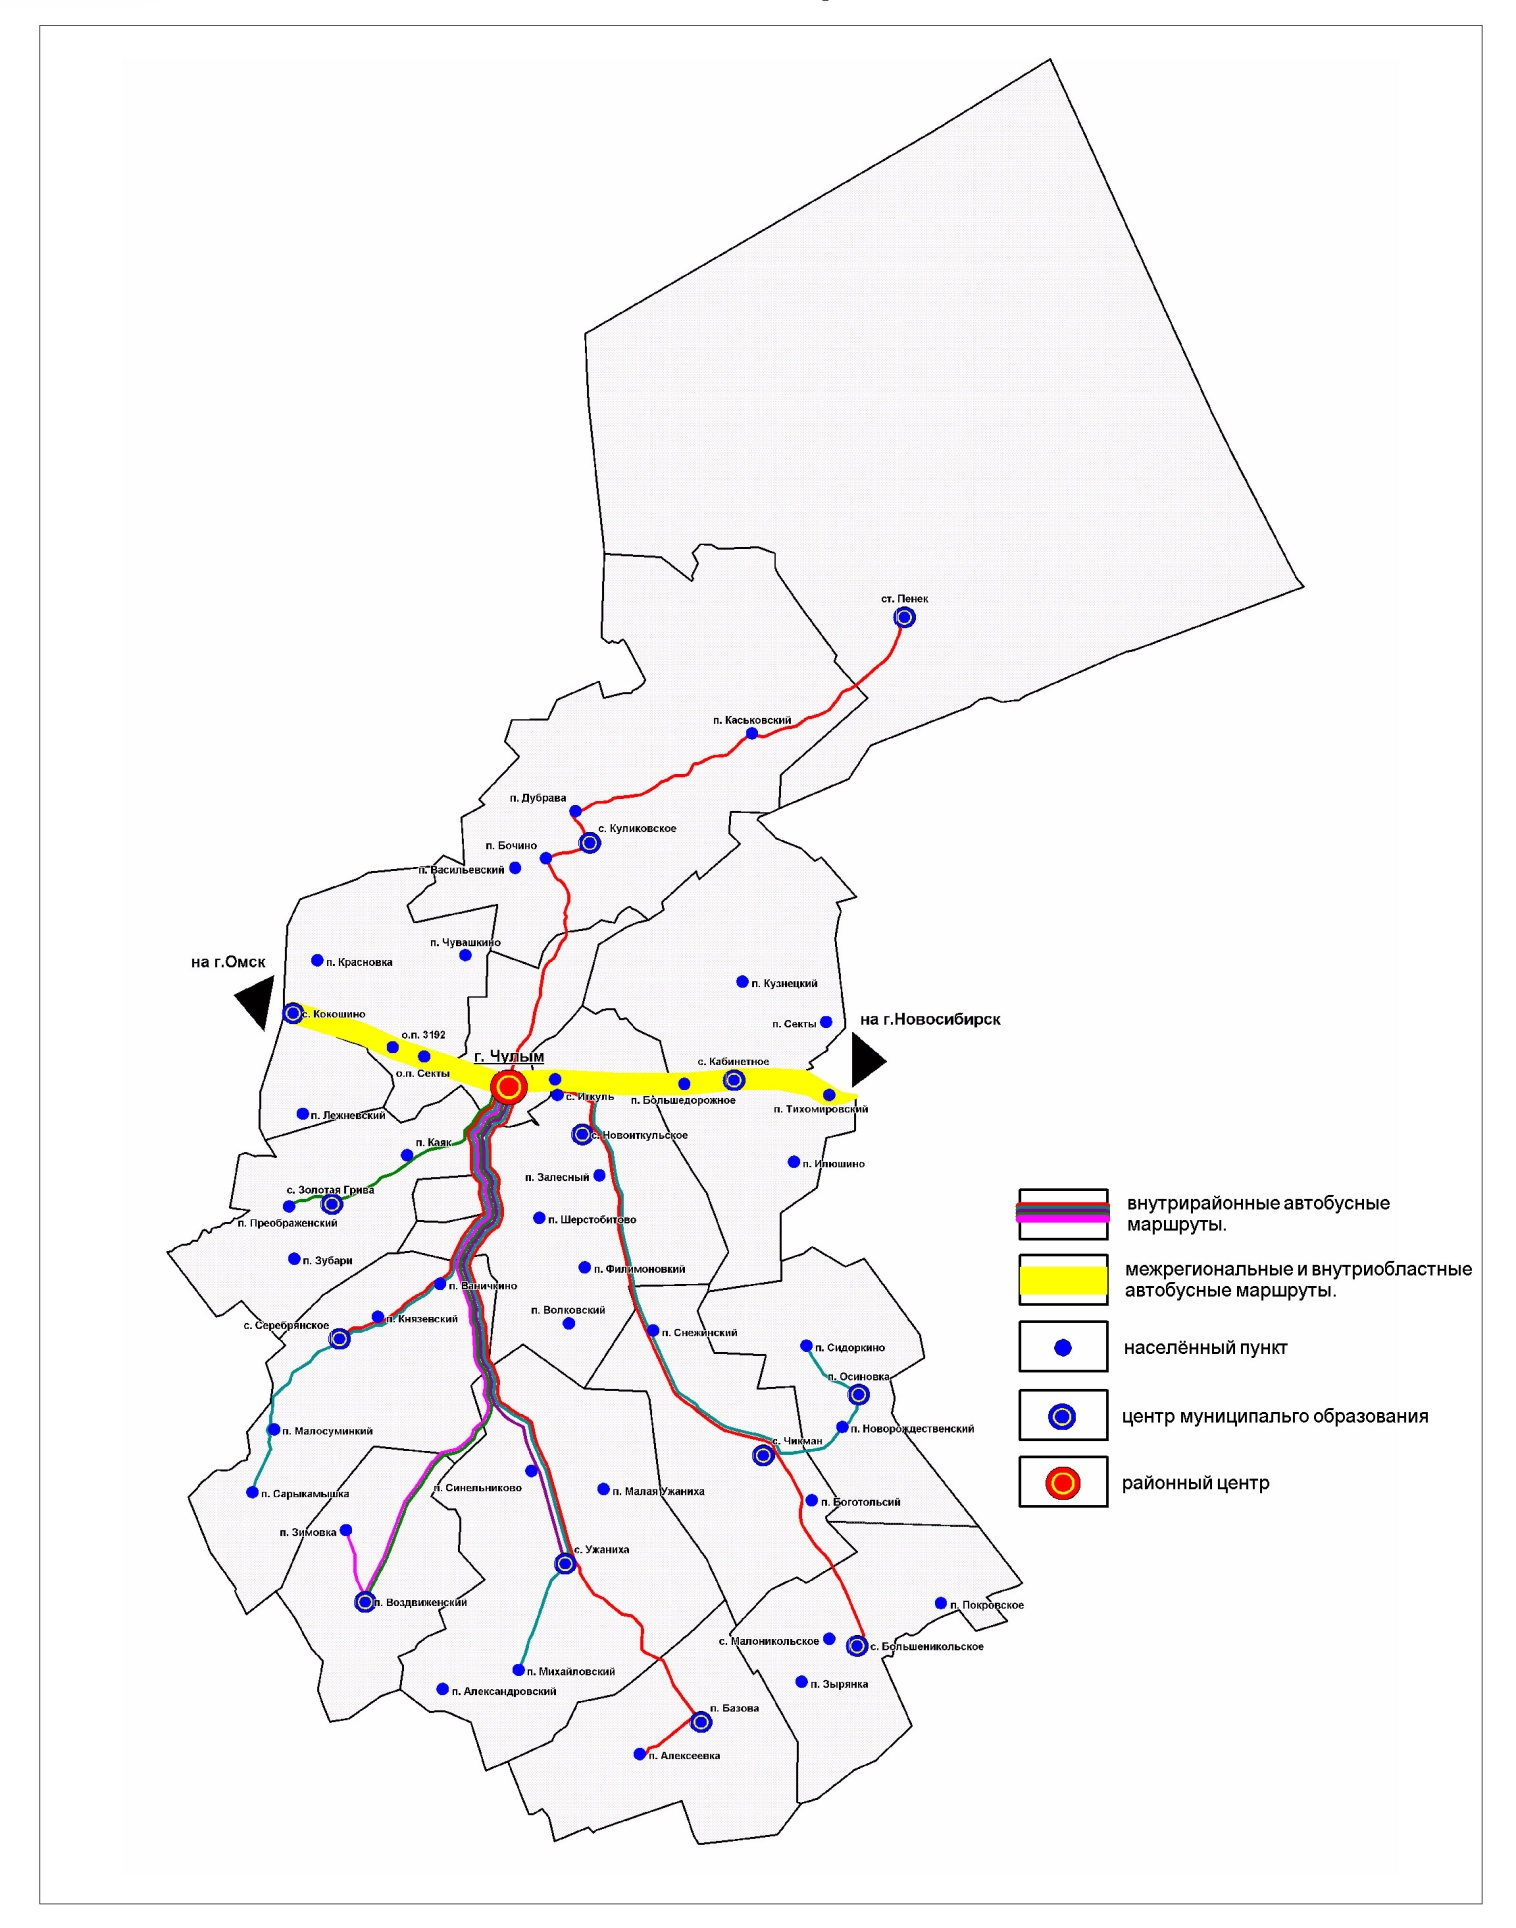 ст. Пенек
п. Каськовский
п. Дубрава
с. Куликовское
п. Бочино
п. Васильевский
п. Чувашкино
на г.Омск
п. Красновка
п. Кузнецкий
с. Кокошино
п. Секты
на г.Новосибирск
о.п. 3192
г. Чулым
с. Кабинетное
о.п. Секты
с. Иткуль
п. Большедорожное
п. Тихомировский
п. Лежневский
с. Новоиткульское
п. Каяк
п. Илюшино
п. Залесный
с. Золотая Грива
п. Преображенский
п. Шерстобитово
внутрирайонные автобусные
маршруты.
п. Зубари
п. Филимоновкий
межрегиональные и внутриобластные
автобусные маршруты.
п. Ваничкино
п. Волковский
п. Князевский
с. Серебрянское
п. Снежинский
п. Сидоркино
населённый пункт
п. Осиновка
центр муниципальго образования
п. Малосуминкий
п. Новорождественский
с. Чикман
районный центр
п. Синельниково
п. Малая Ужаниха
п. Сарыкамышка
п. Боготольсий
п. Зимовка
с. Ужаниха
п. Воздвиженский
п. Покровское
с. Малоникольское
с. Большеникольское
п. Михайловский
п. Зырянка
п. Александровский
п. Базова
п. Алексеевка